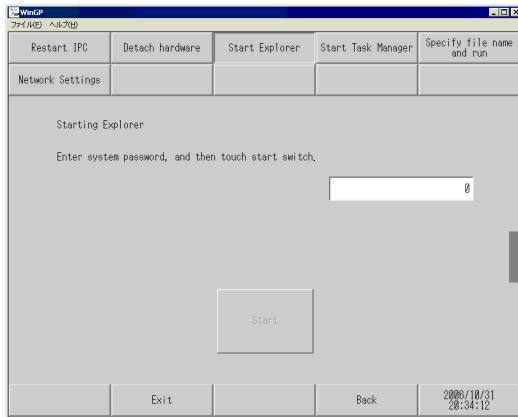 WinGP
ファイル(F) ヘルプ(H)
Restart IPC
Detach hardware
Start Explorer
Start Task Manager
Specify file name
and run
Network Settings
Starting Explorer
Enter system password, and then touch start switch.
0
Start
Exit
Back
2006/10/31
20:34:12